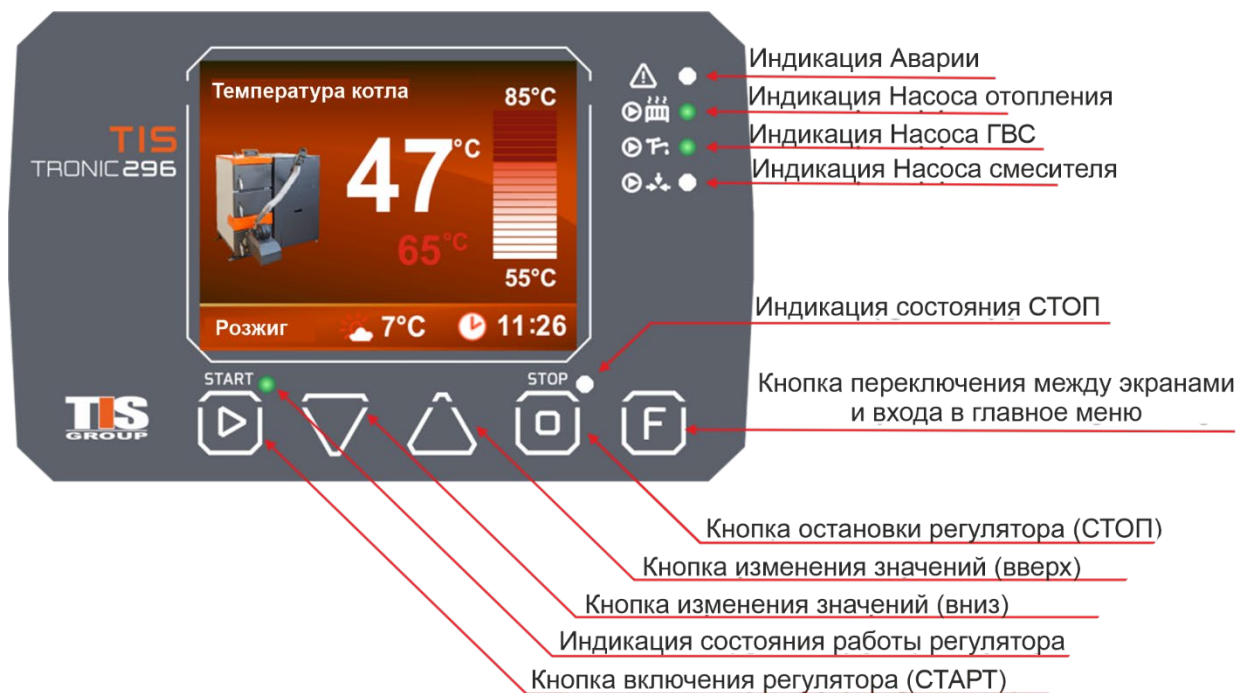 Индикация Аварии
Индикация Насоса отопления
Индикация Насоса ГВС
Индикация Насоса смесителя
Температура котла
85°C
TIS
TRONIC 296
47°C
65°C
55°C
Розжиг 7°C 11:26
Индикация состояния СТОП
START
STOP
Кнопка переключения между экранами
и входа в главное меню
TIS
GROUP
F
Кнопка остановки регулятора (СТОП)
Кнопка изменения значений (вверх)
Кнопка изменения значений (вниз)
Индикация состояния работы регулятора
Кнопка включения регулятора (СТАРТ)